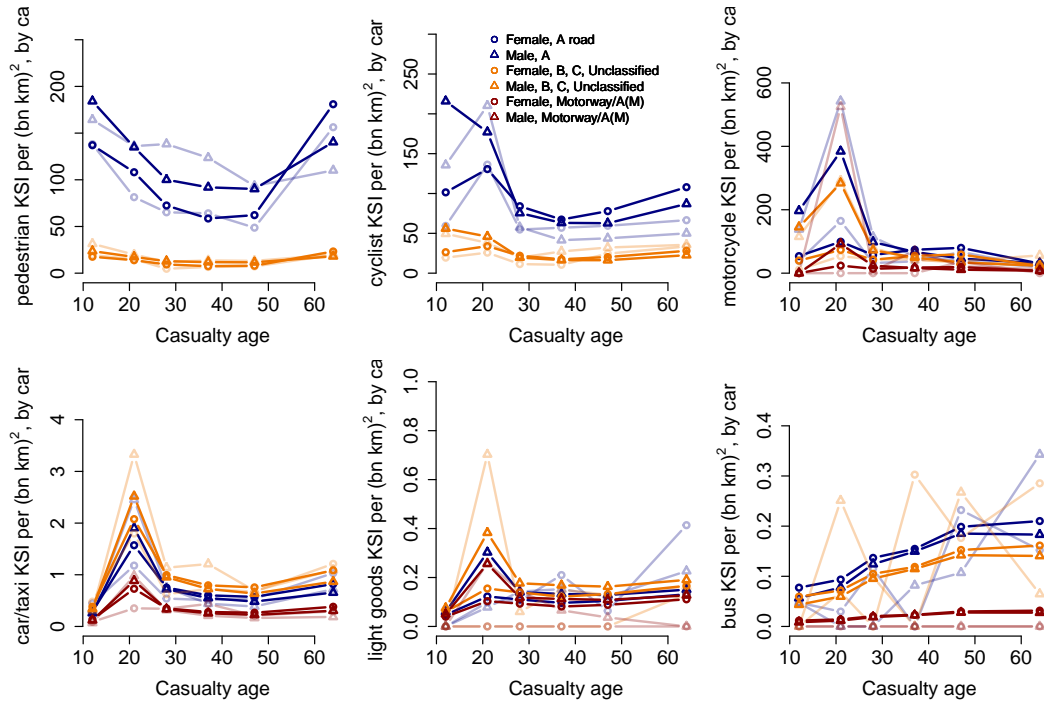 pedestrian KSI per (bn km)², by ca
0 50 100 200
10 20 30 40 50 60
Casualty age
cyclist KSI per (bn km)², by car
0 50 100 150 200 250
10 20 30 40 50 60
Casualty age
Female, A road
Male, A
Female, B, C, Unclassified
Male, B, C, Unclassified
Female, Motorway/A(M)
Male, Motorway/A(M)
motorcycle KSI per (bn km)², by ca
0 200 400 600
10 20 30 40 50 60
Casualty age
car/taxi KSI per (bn km)², by car
0 1 2 3 4
10 20 30 40 50 60
Casualty age
light goods KSI per (bn km)², by ca
0.0 0.2 0.4 0.6 0.8 1.0
10 20 30 40 50 60
Casualty age
bus KSI per (bn km)², by car
0.0 0.1 0.2 0.3 0.4
10 20 30 40 50 60
Casualty age